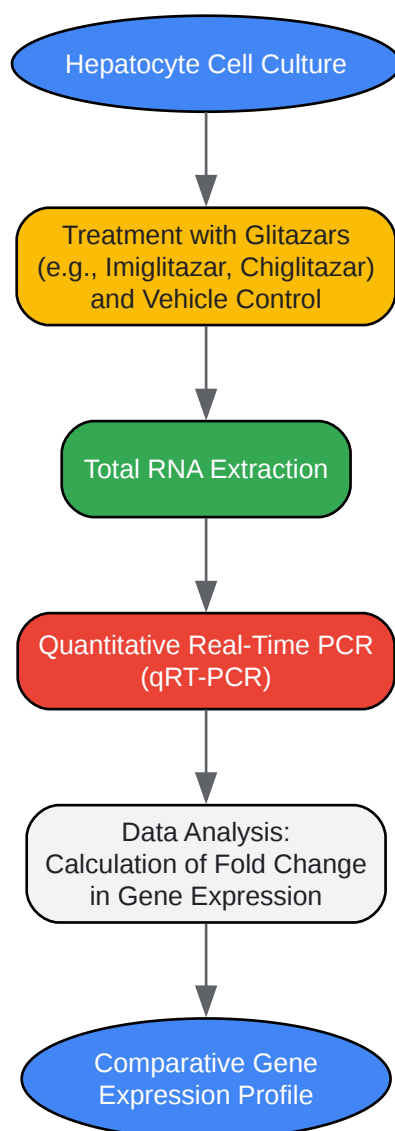 Hepatocyte Cell Culture
Treatment with Glitazars
(e.g., Imiglitazar, Chiglitazar)
and Vehicle Control
Total RNA Extraction
Quantitative Real-Time PCR
(qRT-PCR)
Data Analysis:
Calculation of Fold Change
in Gene Expression
Comparative Gene
Expression Profile